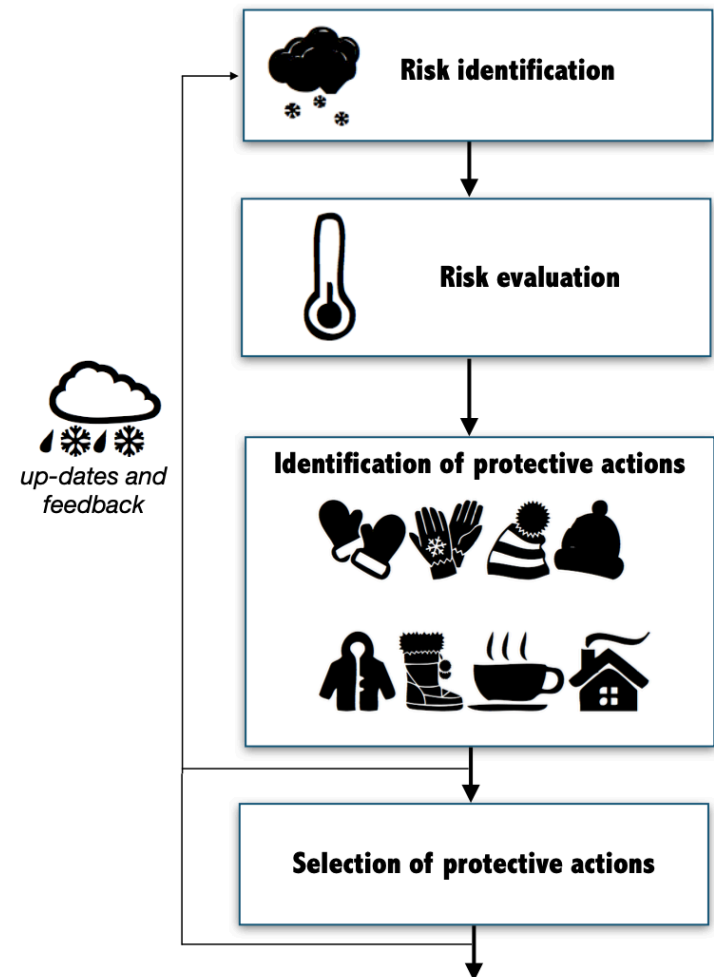 Risk identification
Risk evaluation
up-dates and
feedback
Identification of protective actions
Selection of protective actions